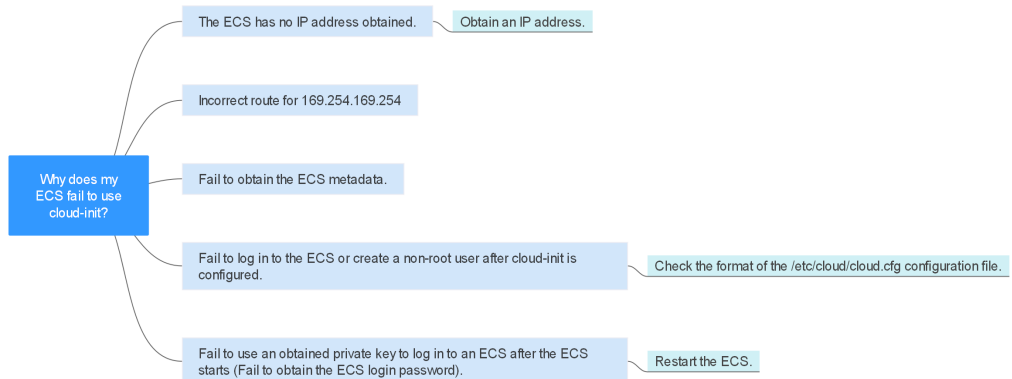 The ECS has no IP address obtained.
Obtain an IP address.
Incorrect route for 169.254.169.254
Why does my
ECS fail to use
cloud-init?
Fail to obtain the ECS metadata.
Fail to log in to the ECS or create a non-root user after cloud-init is
configured.
Check the format of the /etc/cloud/cloud.cfg configuration file.
Fail to use an obtained private key to log in to an ECS after the ECS
starts (Fail to obtain the ECS login password).
Restart the ECS.